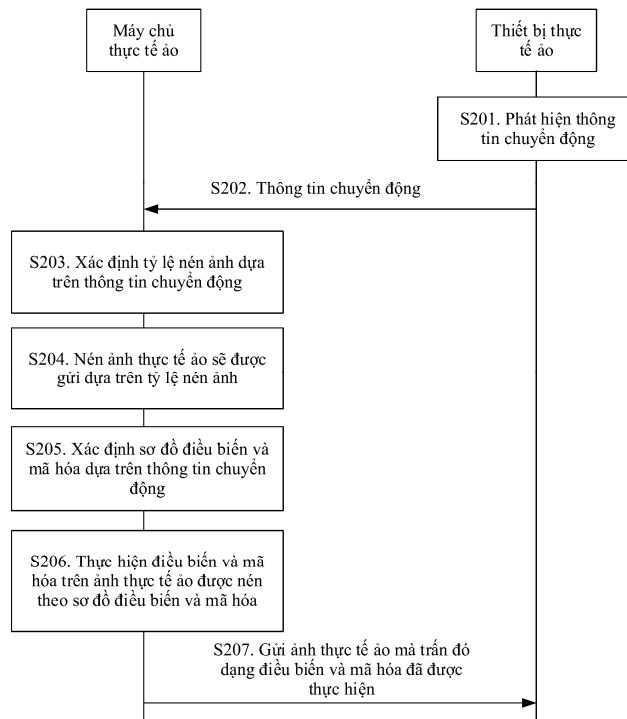 Máy chủ
thực tế ảo
Thiết bị thực
tế ảo
S201. Phát hiện thông
tin chuyển động
S202. Thông tin chuyển động
S203. Xác định tỷ lệ nén ảnh dựa
trên thông tin chuyển động
S204. Nén ảnh thực tế ảo sẽ được
gửi dựa trên tỷ lệ nén ảnh
S205. Xác định sơ đồ điều biến và
mã hóa dựa trên thông tin chuyển
động
S206. Thực hiện điều biến và mã
hóa trên ảnh thực tế ảo được nén
theo sơ đồ điều biến và mã hóa
S207. Gửi ảnh thực tế ảo mà trấn đó
dạng điều biến và mã hóa đã được
thực hiện